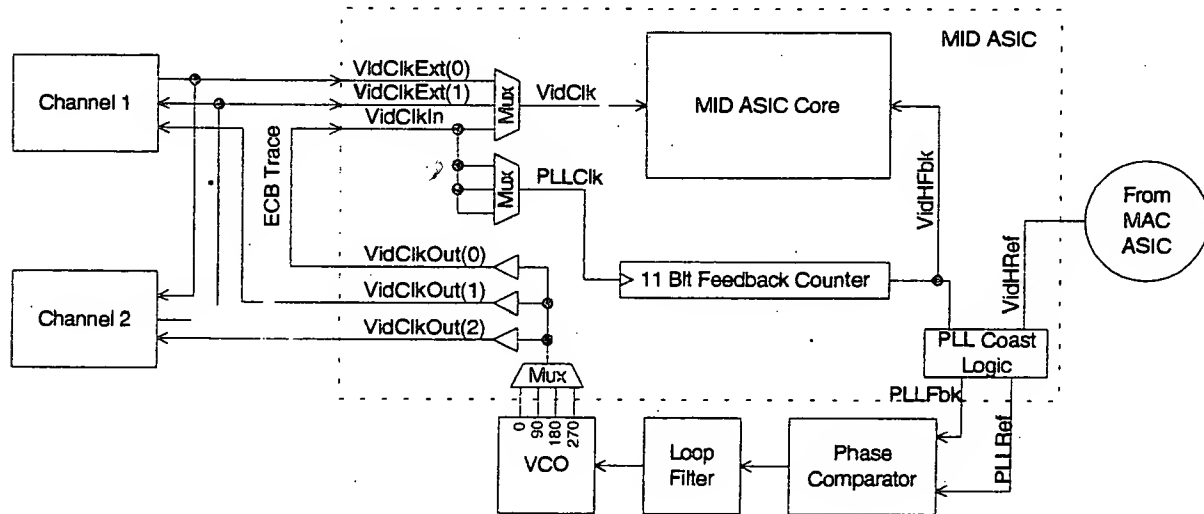 MID ASIC
Channel 1
VidClkExt(0)
VidClkExt(1)
VidClkIn
Mux
VidClk
MID ASIC Core
ECB Trace
Mux
PLLClk
VidHFbk
From
MAC
ASIC
VidHRef
VidClkOut(0)
11 Bit Feedback Counter
Channel 2
VidClkOut(1)
VidClkOut(2)
PLL Coast
Logic
Mux
PLLFbk
PLLRef
0
90
180
270
VCO
Loop
Filter
Phase
Comparator